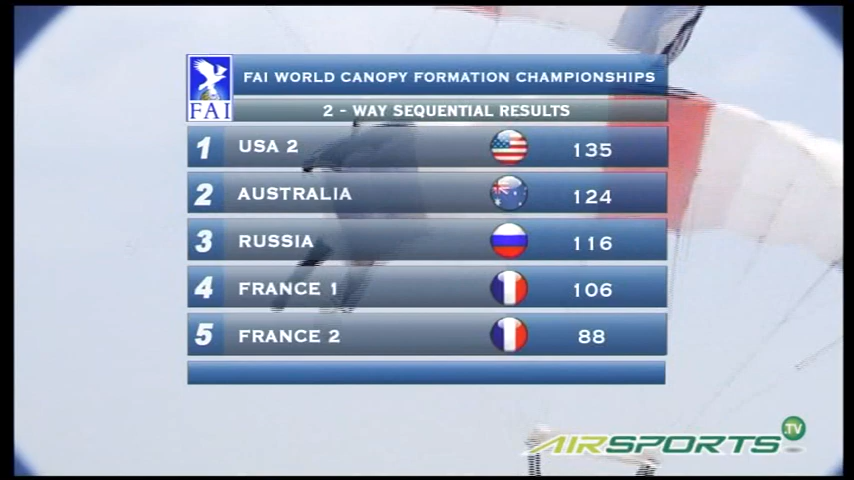 FAI WORLD CANOPY FORMATION CHAMPIONSHIPS
FAI
2 - WAY SEQUENTIAL RESULTS
1 USA 2 135
2 AUSTRALIA 124
3 RUSSIA 116
4 FRANCE 1 106
5 FRANCE 2 88
AIRSPORTS.TV